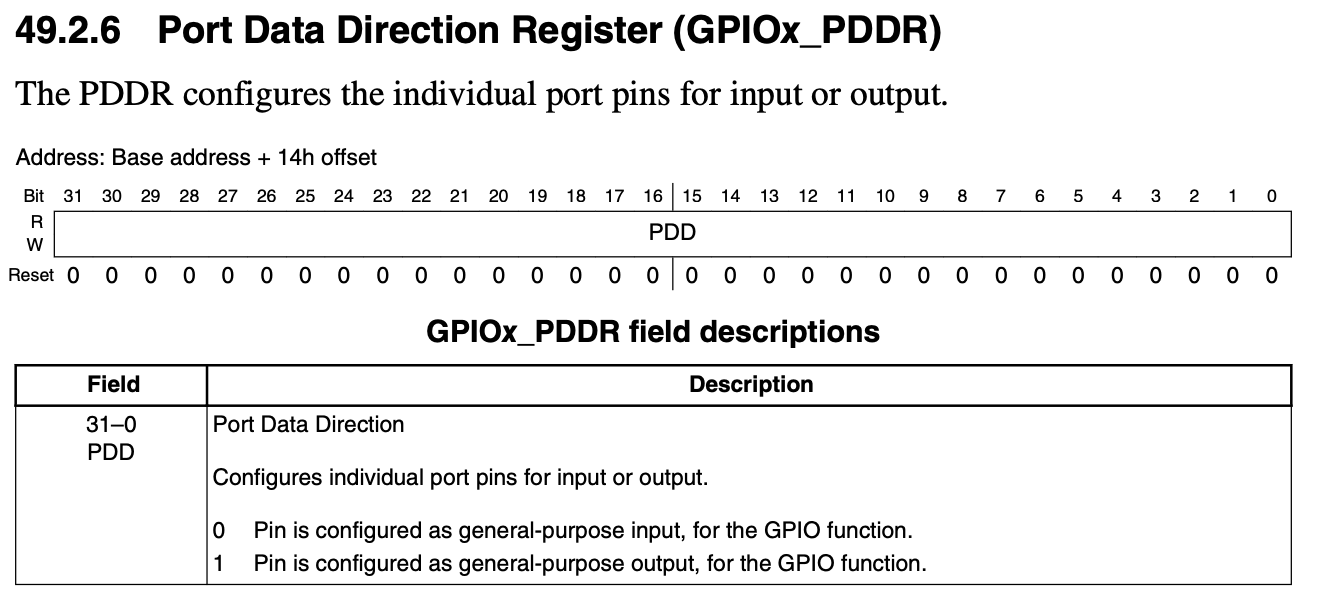 49.2.6 Port Data Direction Register (GPIOx_PDDR)
The PDDR configures the individual port pins for input or output.
Address: Base address + 14h offset
Bit 31 30 29 28 27 26 25 24 23 22 21 20 19 18 17 16 15 14 13 12 11 10 9 8 7 6 5 4 3 2 1 0
R
PDD
W
Reset 0 0 0 0 0 0 0 0 0 0 0 0 0 0 0 0 0 0 0 0 0 0 0 0 0 0 0 0 0 0 0 0
GPIOx_PDDR field descriptions
Field Description
31–0 Port Data Direction
PDD
Configures individual port pins for input or output.
0 Pin is configured as general-purpose input, for the GPIO function.
1 Pin is configured as general-purpose output, for the GPIO function.